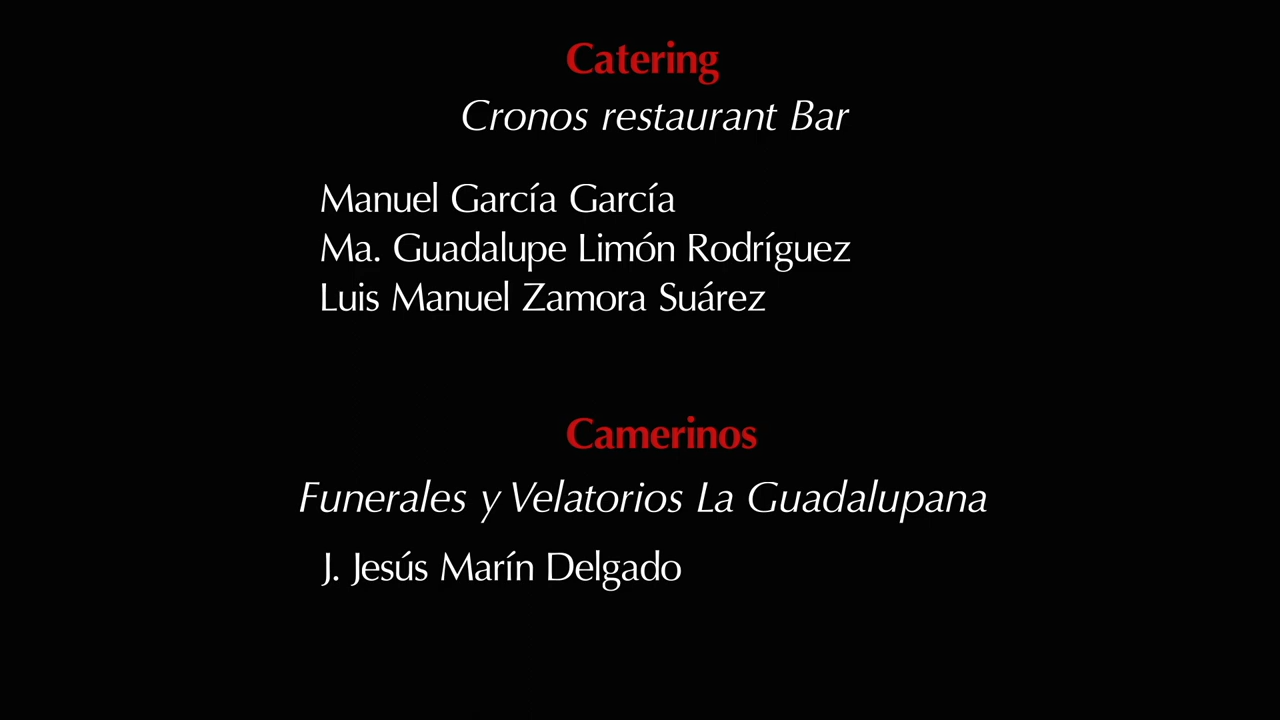 Catering
Cronos restaurant Bar
Manuel García García
Ma. Guadalupe Limón Rodríguez
Luis Manuel Zamora Suárez
Camerinos
Funerales y Velatorios La Guadalupana
J. Jesús Marín Delgado